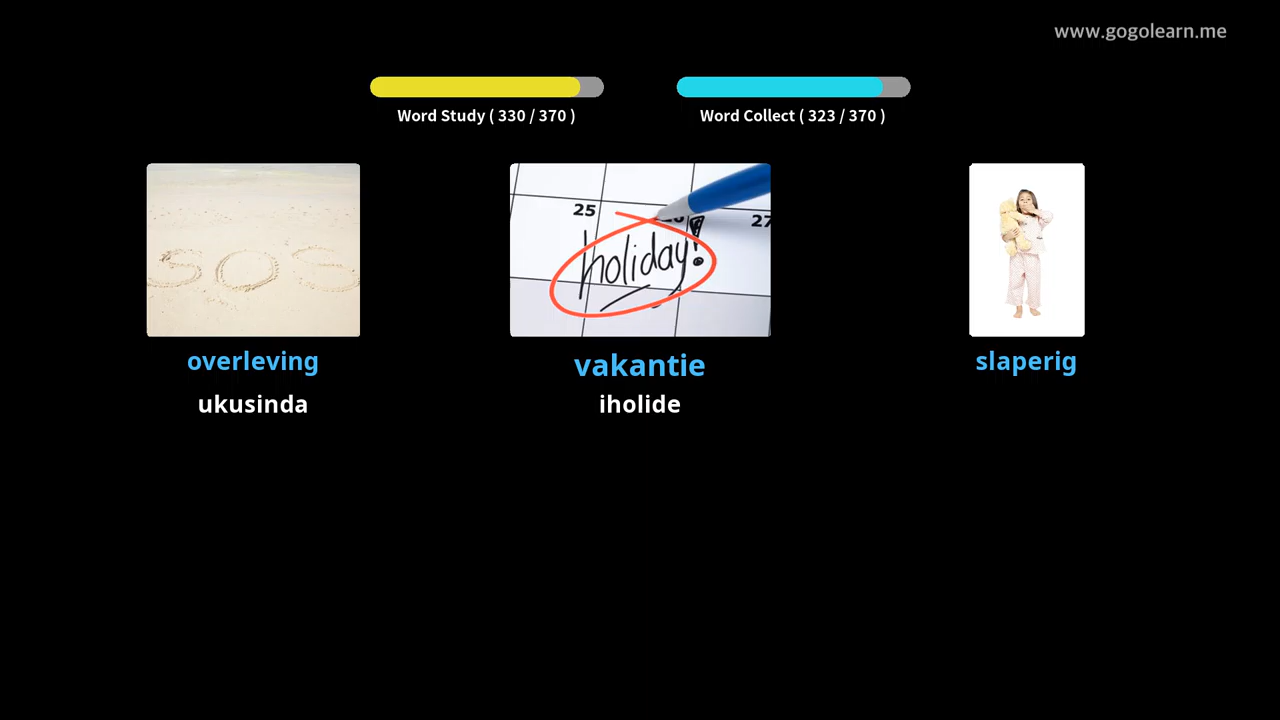 www.gogolearn.me
Word Study ( 330 / 370 )
Word Collect ( 323 / 370 )
SOS
25
27
holiday!
overleving
vakantie
slaperig
ukusinda
iholide